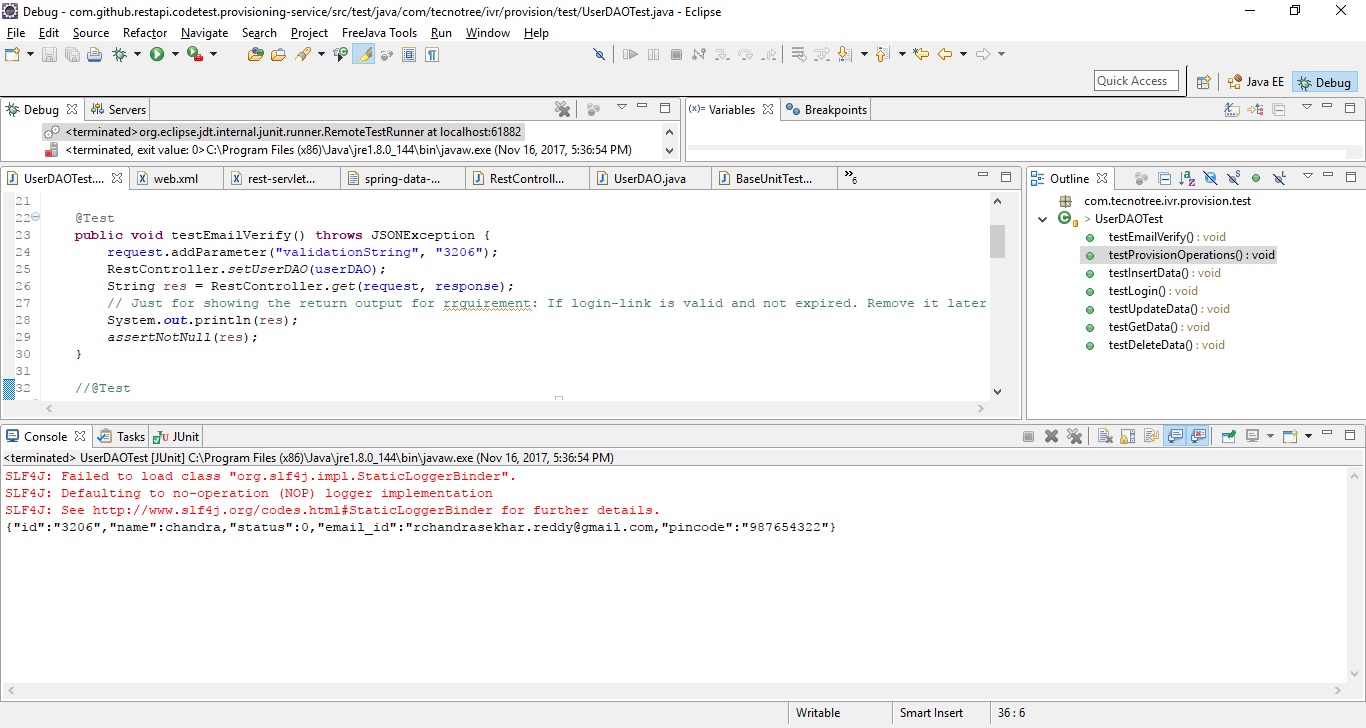 Debug - com.github.restapi.codetest.provisioning-service/src/test/java/com/tecnotree/ivr/provision/test/UserDAOTest.java - Eclipse
File Edit Source Refactor Navigate Search Project FreeJava Tools Run Window Help
Quick Access Java EE Debug
Debug Servers
<terminated>org.eclipse.jdt.internal.junit.runner.RemoteTestRunner at localhost:61882
<terminated, exit value: 0>C:\Program Files (x86)\Java\jre1.8.0_144\bin\javaw.exe (Nov 16, 2017, 5:36:54 PM)
(x)= Variables Breakpoints
UserDAOTest.... web.xml rest-servlet... spring-data-... RestControll... UserDAO.java BaseUnitTest... »6
21
22 @Test
23 public void testEmailVerify() throws JSONException {
24 request.addParameter("validationString", "3206");
25 RestController.setUserDAO(userDAO);
26 String res = RestController.get(request, response);
27 // Just for showing the return output for rrquirement: If login-link is valid and not expired. Remove it later
28 System.out.println(res);
29 assertNotNull(res);
30 }
31
32 //@Test
Outline
com.tecnotree.ivr.provision.test
> UserDAOTest
testEmailVerify() : void
testProvisionOperations() : void
testInsertData() : void
testLogin() : void
testUpdateData() : void
testGetData() : void
testDeleteData() : void
Console Tasks JUnit
<terminated> UserDAOTest [JUnit] C:\Program Files (x86)\Java\jre1.8.0_144\bin\javaw.exe (Nov 16, 2017, 5:36:54 PM)
SLF4J: Failed to load class "org.slf4j.impl.StaticLoggerBinder".
SLF4J: Defaulting to no-operation (NOP) logger implementation
SLF4J: See http://www.slf4j.org/codes.html#StaticLoggerBinder for further details.
{"id":"3206","name":chandra,"status":0,"email_id":"rchandrasekhar.reddy@gmail.com,"pincode":"987654322"}
Writable Smart Insert 36 : 6